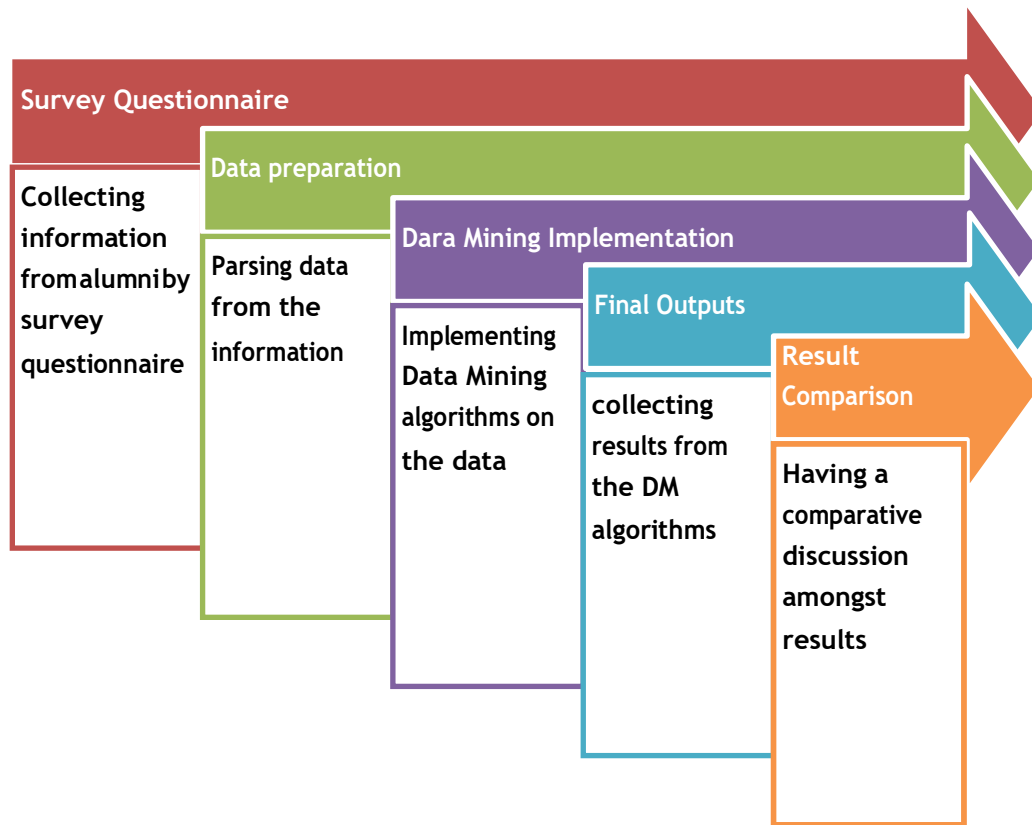 Survey Questionnaire
Collecting
information
fromalumniby
survey
questionnaire
Data preparation
Parsing data
from the
information
Dara Mining Implementation
Implementing
Data Mining
algorithms on
the data
Final Outputs
collecting
results from
the DM
algorithms
Result
Comparison
Having a
comparative
discussion
amongst
results